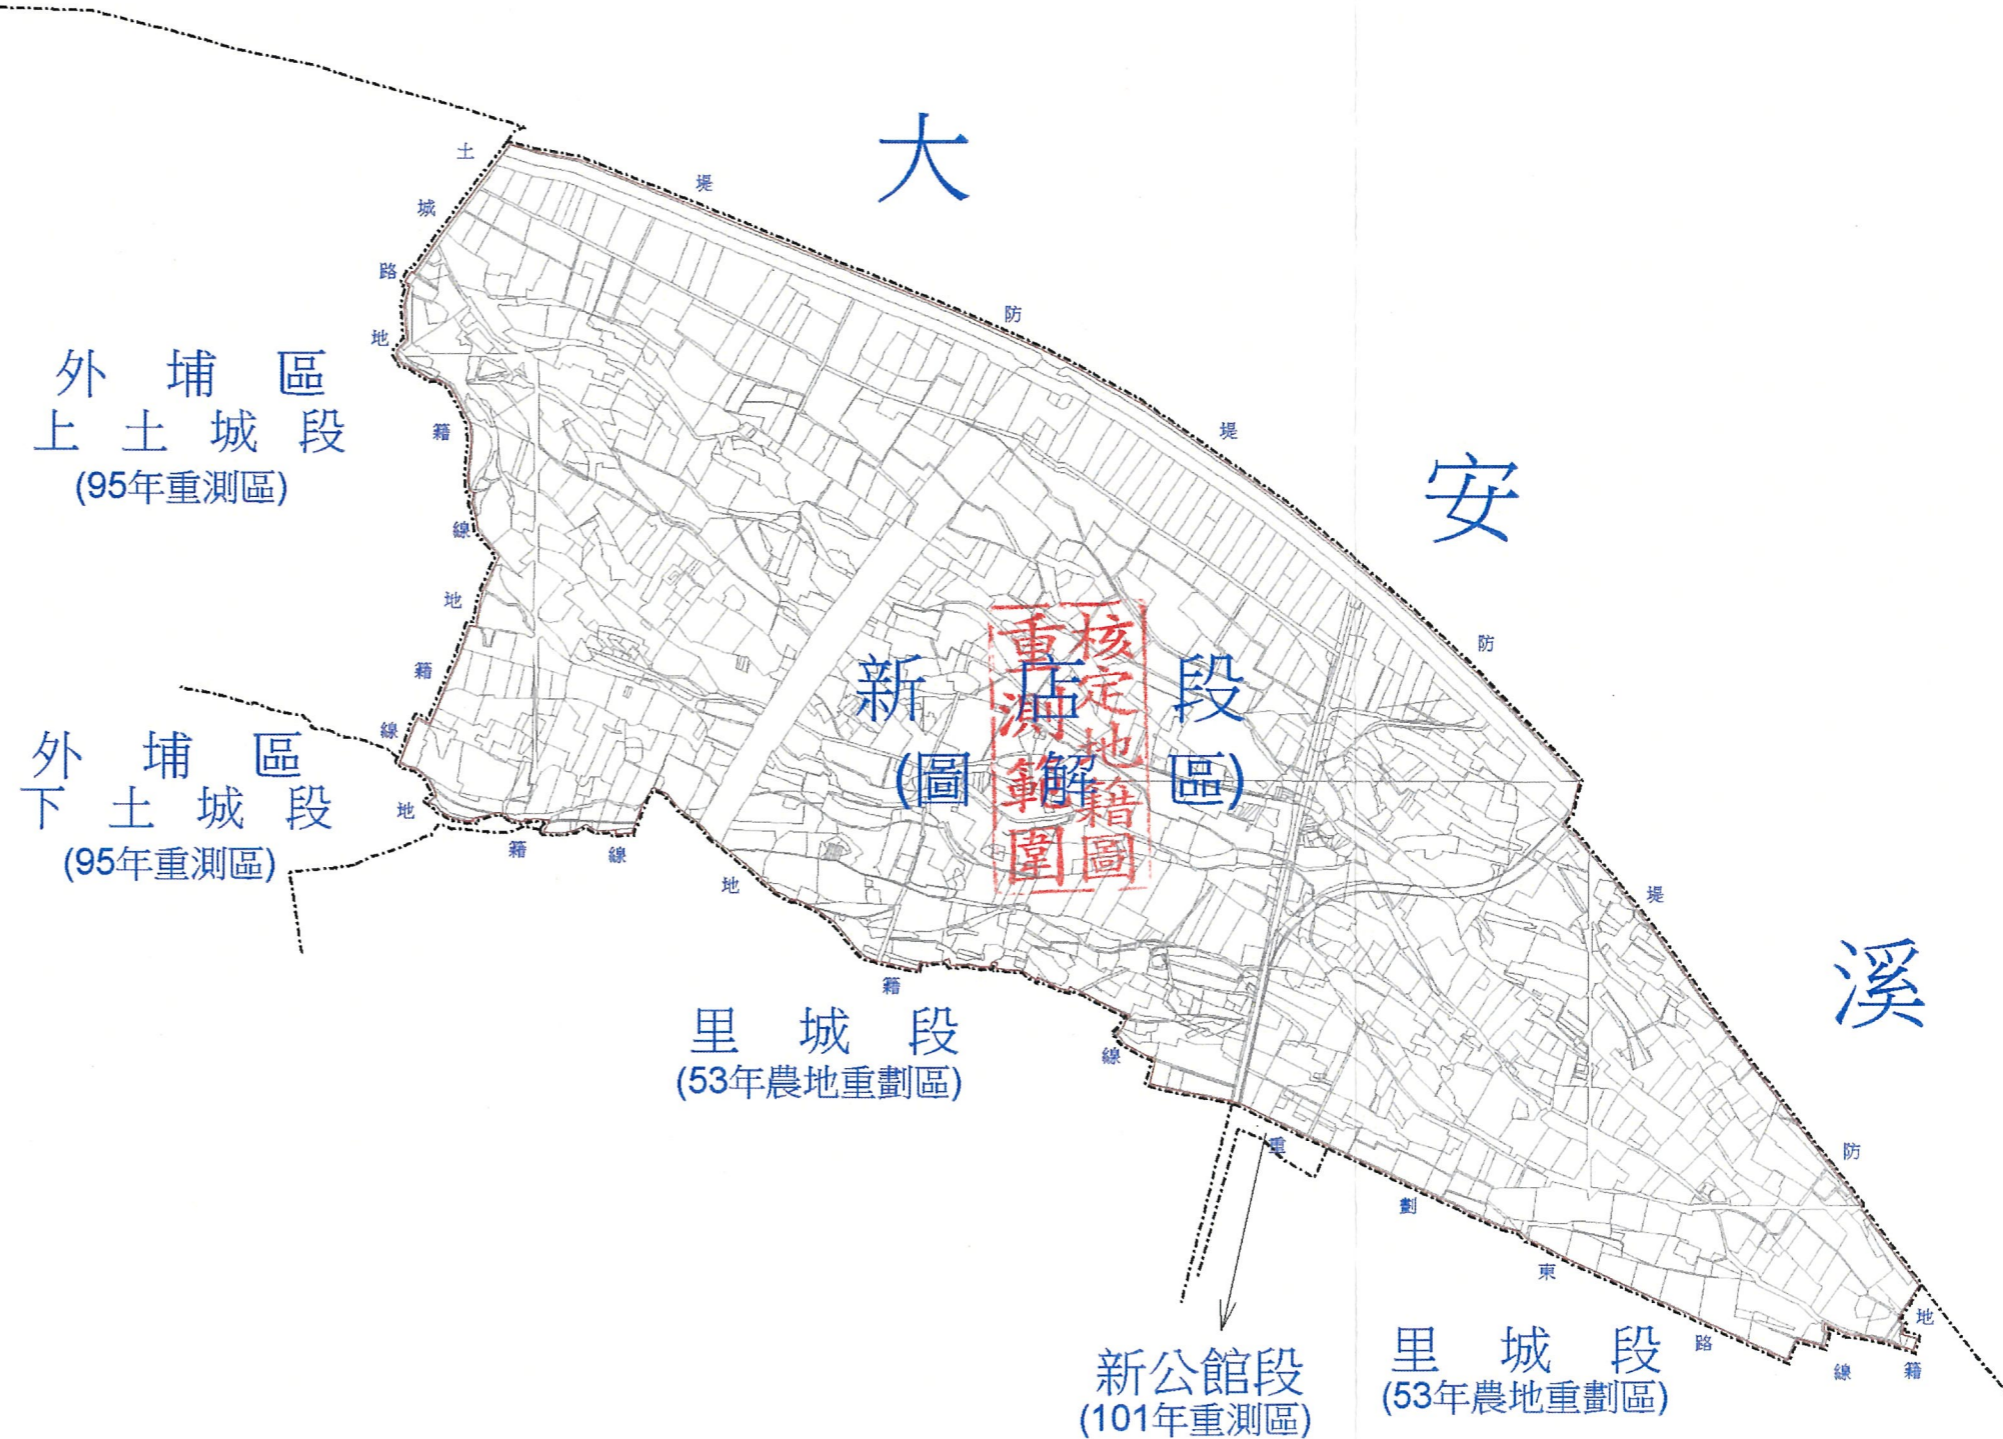 大
安
溪
土
城
路
地
籍
線
地
籍
線
地
籍
線
地
籍
線
重
劃
東
路
地
籍
線
堤
防
堤
防
堤
防
外埔區
上土城段
(95年重測區)
外埔區
下土城段
(95年重測區)
新店段
(圖解區)
核定地籍圖
重測範圍
里城段
(53年農地重劃區)
新公館段
(101年重測區)
里城段
(53年農地重劃區)